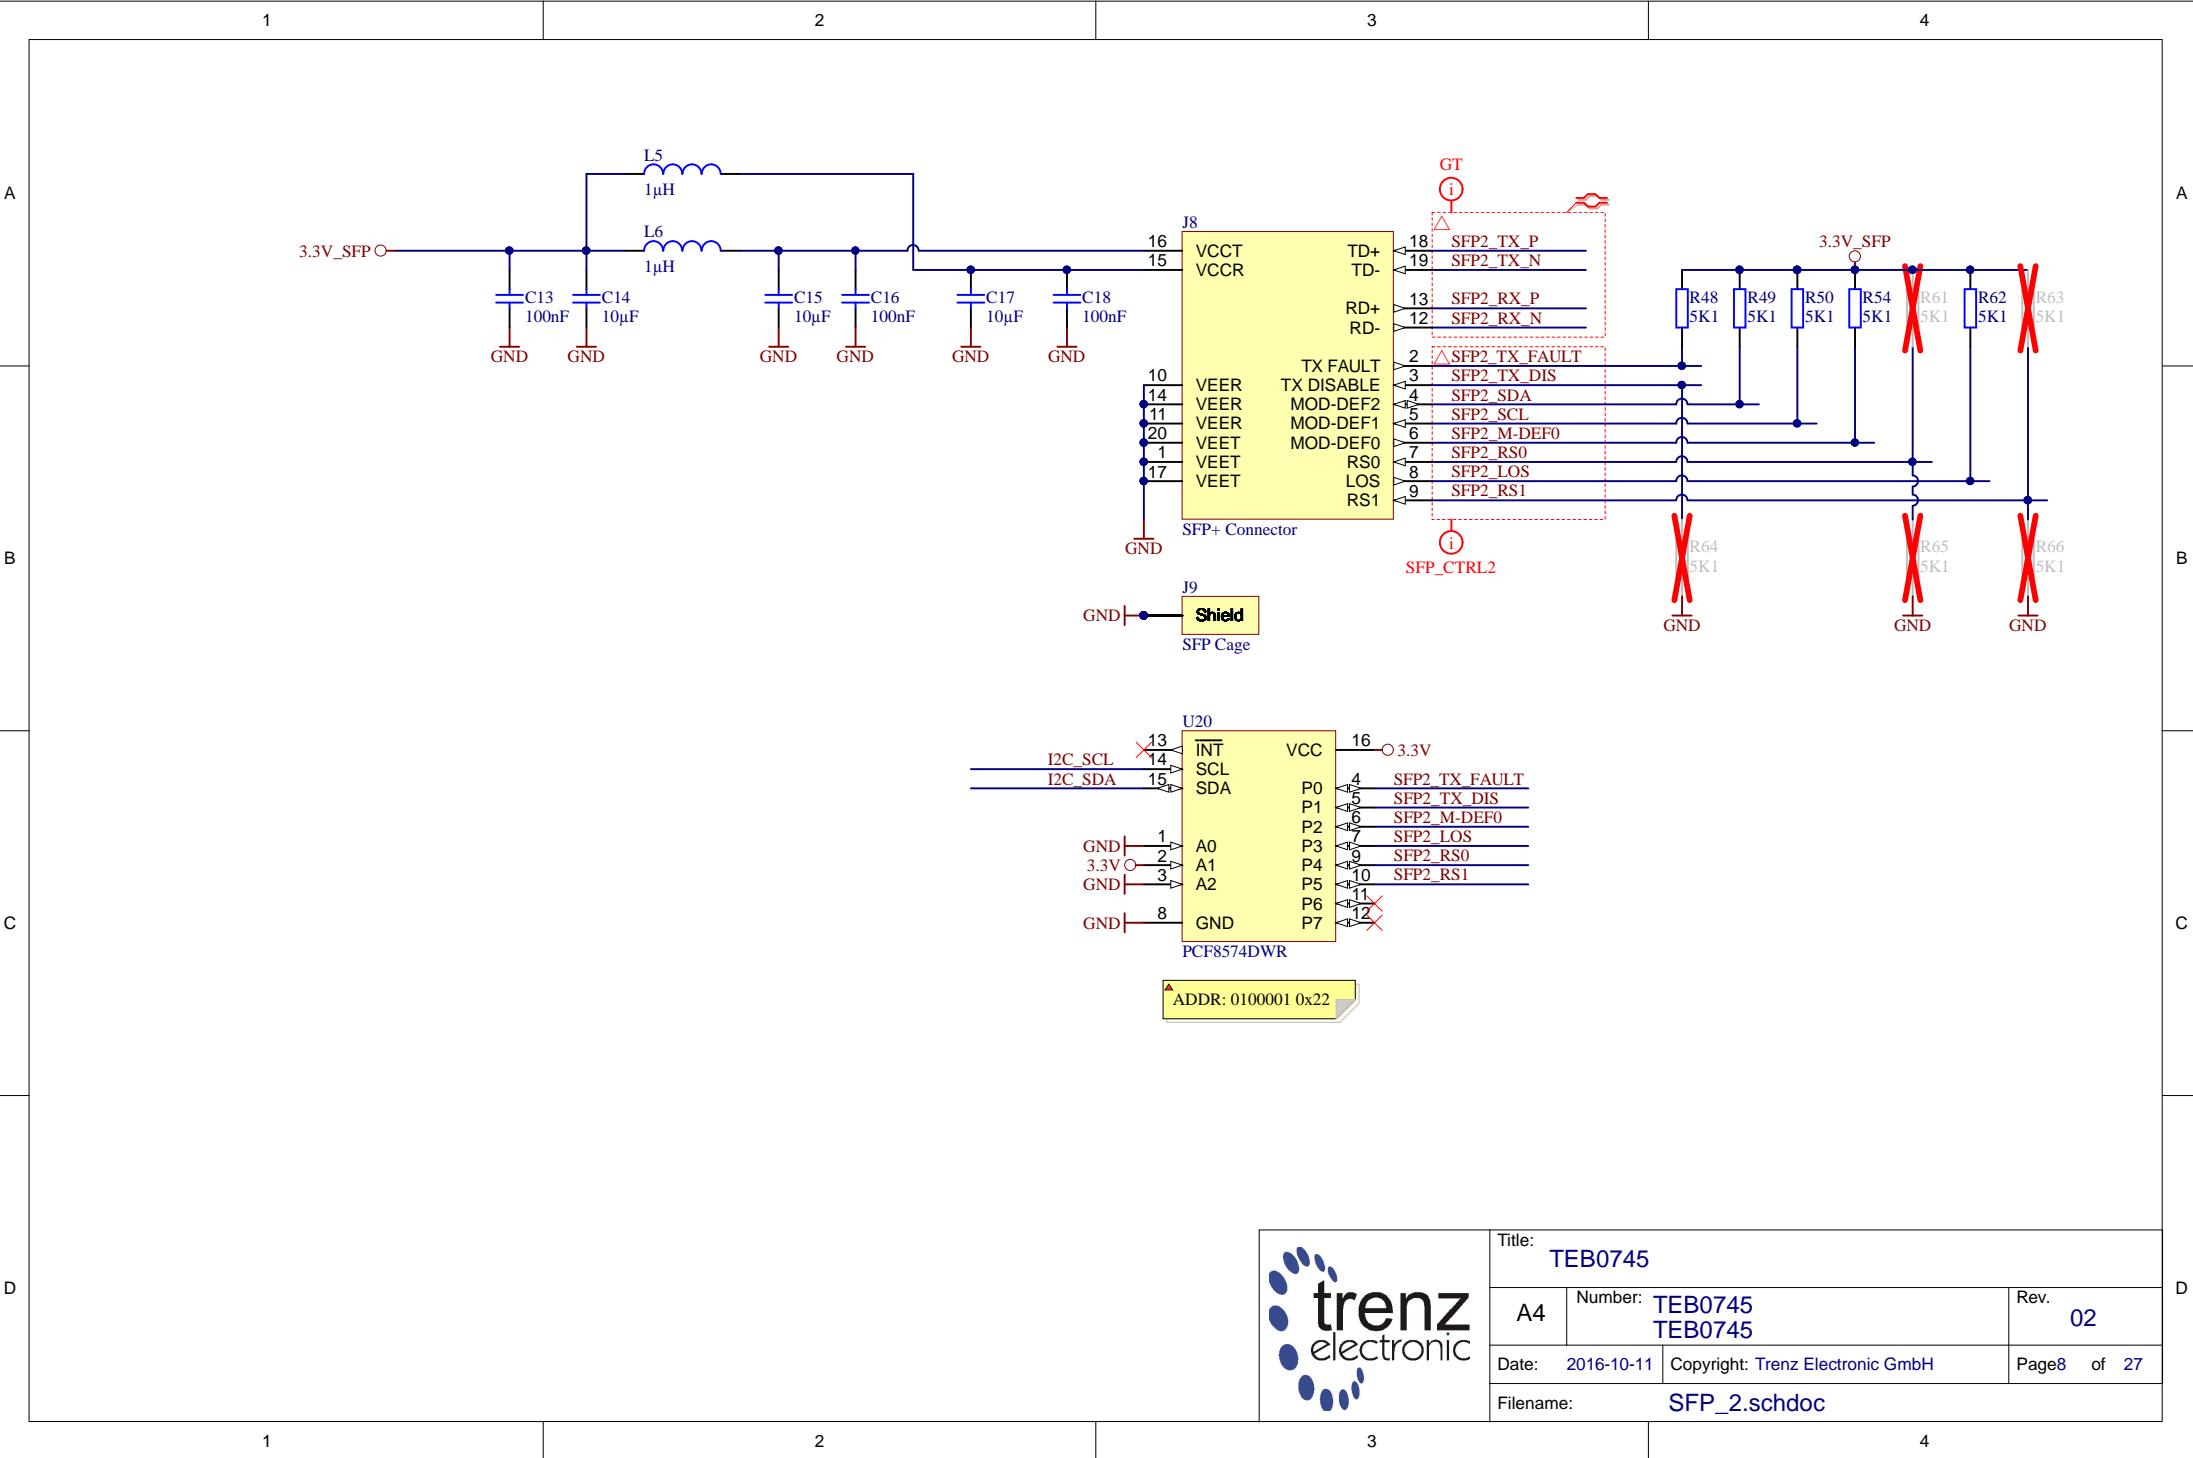 1 2 3 4
A
A
B
B
C
C
D
D
L5
1µH
L6
1µH
3.3V_SFP
C13
100nF
C14
10µF
C15
10µF
C16
100nF
C17
10µF
C18
100nF
GND GND GND GND GND GND
J8
16 VCCT
15 VCCR
10 VEER
14 VEER
11 VEER
20 VEET
1 VEET
17 VEET
GND
TD+ 18 SFP2_TX_P
TD- 19 SFP2_TX_N
RD+ 13 SFP2_RX_P
RD- 12 SFP2_RX_N
TX FAULT 2 SFP2_TX_FAULT
TX DISABLE 3 SFP2_TX_DIS
MOD-DEF2 4 SFP2_SDA
MOD-DEF1 5 SFP2_SCL
MOD-DEF0 6 SFP2_M-DEF0
RS0 7 SFP2_RS0
LOS 8 SFP2_LOS
RS1 9 SFP2_RS1
SFP+ Connector
GT
i
i
SFP_CTRL2
3.3V_SFP
R48
5K1
R49
5K1
R50
5K1
R54
5K1
R61
5K1
R62
5K1
R63
5K1
R64
5K1
R65
5K1
R66
5K1
GND GND GND
J9
GND Shield
SFP Cage
U20
13 INT
I2C_SCL 14 SCL
I2C_SDA 15 SDA
GND 1 A0
3.3V 2 A1
GND 3 A2
GND 8 GND
VCC 16 3.3V
P0 4 SFP2_TX_FAULT
P1 5 SFP2_TX_DIS
P2 6 SFP2_M-DEF0
P3 7 SFP2_LOS
P4 9 SFP2_RS0
P5 10 SFP2_RS1
P6 11
P7 12
PCF8574DWR
ADDR: 0100001 0x22
trenz
electronic
Title:
TEB0745
A4
Number: TEB0745
TEB0745
Rev.
02
Date: 2016-10-11
Copyright: Trenz Electronic GmbH
Page8 of 27
Filename: SFP_2.schdoc
1 2 3 4